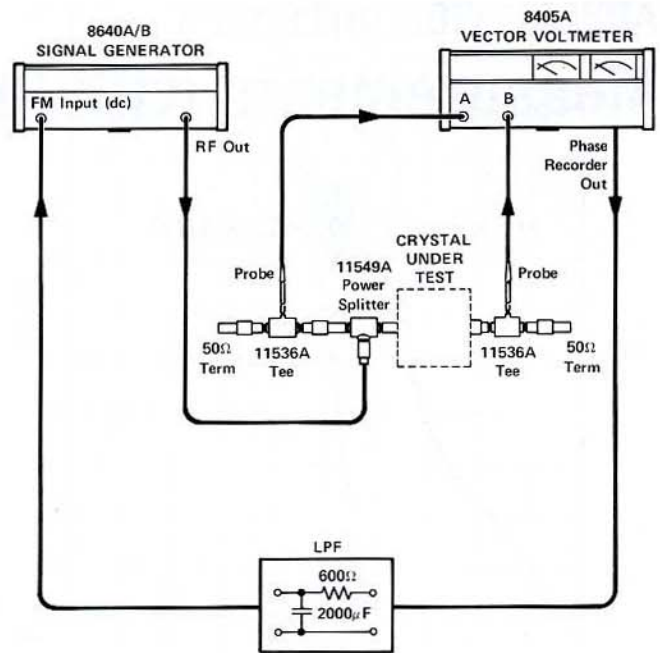 8640A/B
SIGNAL GENERATOR
8405A
VECTOR VOLTMETER
FM Input (dc)
RF Out
A
B
Phase
Recorder
Out
CRYSTAL
UNDER
TEST
Probe
11549A
Power
Splitter
Probe
50Ω
Term
11536A
Tee
11536A
Tee
50Ω
Term
LPF
600Ω
2000μF